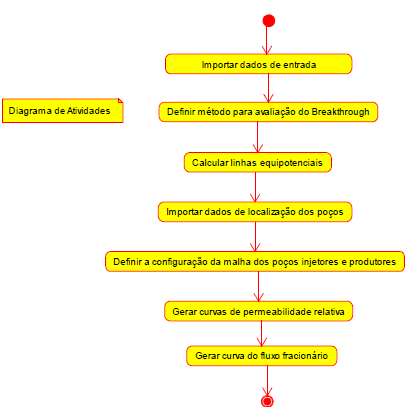 Importar dados de entrada
Diagrama de Atividades
Definir método para avaliação do Breakthrough
Calcular linhas equipotenciais
Importar dados de localização dos poços
Definir a configuração da malha dos poços injetores e produtores
Gerar curvas de permeabilidade relativa
Gerar curva do fluxo fracionário